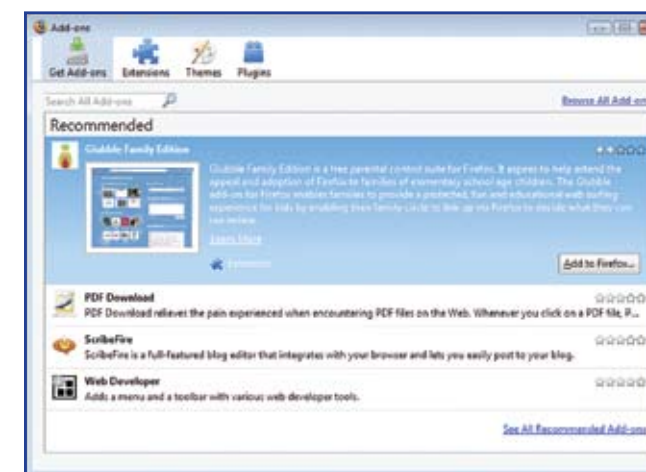 Add-ons
Get Add-ons Extensions Themes Plugins
Search All Add-ons Browse All Add-ons
Recommended
Glubble Family Edition
Glubble Family Edition is a free parental control suite for Firefox. It aspires to help extend the
appeal and adoption of Firefox to families of elementary school age children. The Glubble
add-on for Firefox enables families to provide a protected, fun and educational web surfing
experience for kids by enabling their family circle to link up via Firefox to decide what they can
Learn More
Extension
Add to Firefox...
PDF Download
PDF Download relieves the pain experienced when encountering PDF files on the Web. Whenever you click on a PDF file, P...
ScribeFire
ScribeFire is a full-featured blog editor that integrates with your browser and lets you easily post to your blog.
Web Developer
Adds a menu and a toolbar with various web developer tools.
See All Recommended Add-ons